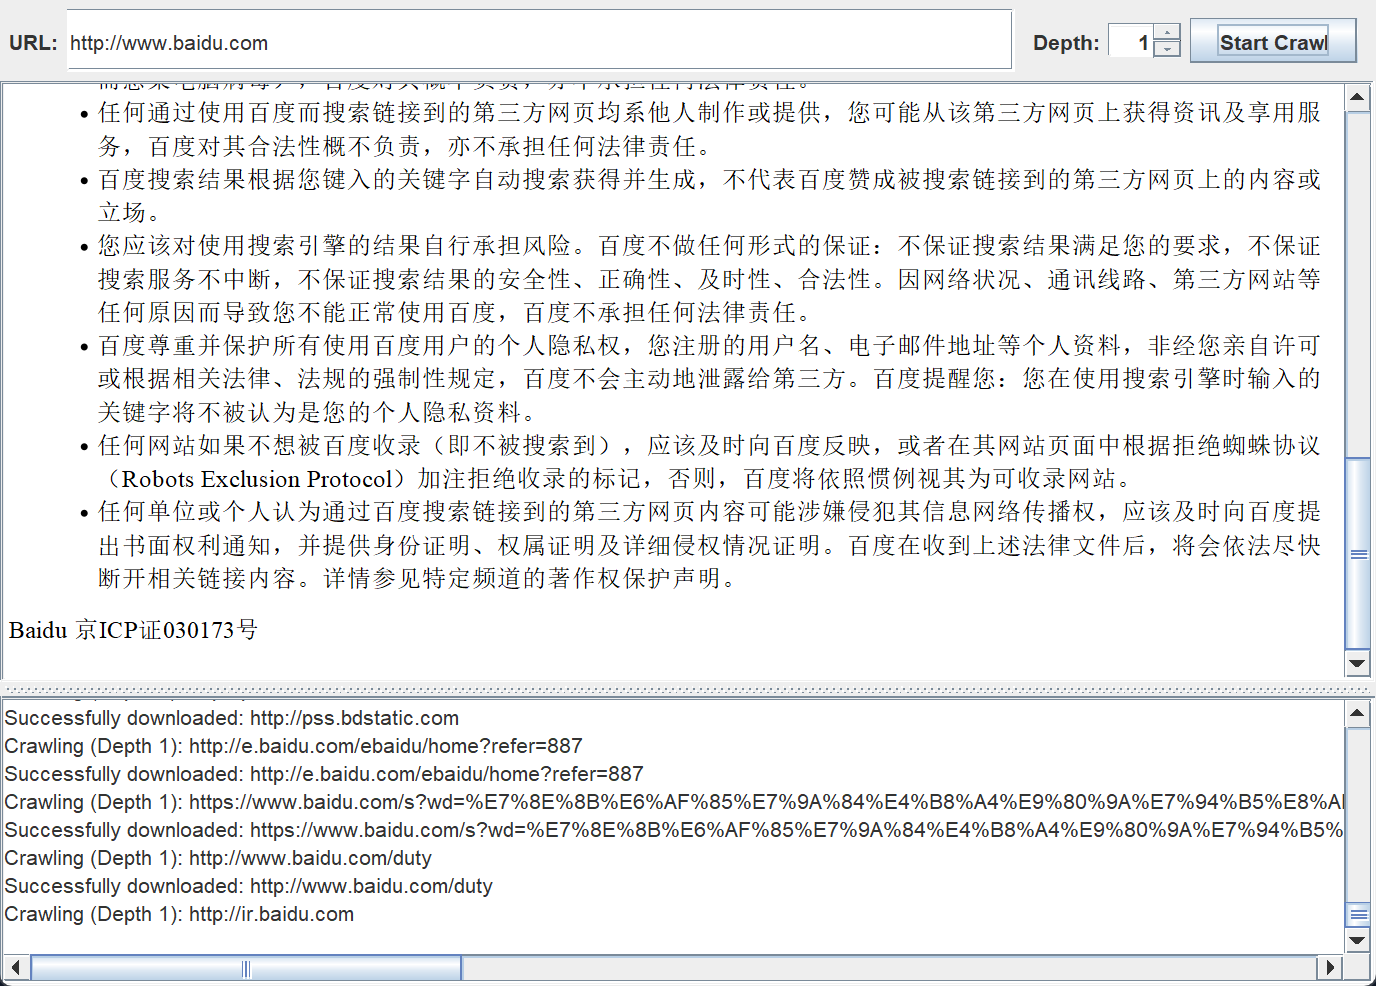 URL: http://www.baidu.com Depth: 1 Start Crawl
而感染电脑病毒），百度对其概不负责，亦不承担任何法律责任。
任何通过使用百度而搜索链接到的第三方网页均系他人制作或提供，您可能从该第三方网页上获得资讯及享用服
务，百度对其合法性概不负责，亦不承担任何法律责任。
百度搜索结果根据您键入的关键字自动搜索获得并生成，不代表百度赞成被搜索链接到的第三方网页上的内容或
立场。
您应该对使用搜索引擎的结果自行承担风险。百度不做任何形式的保证：不保证搜索结果满足您的要求，不保证
搜索服务不中断，不保证搜索结果的安全性、正确性、及时性、合法性。因网络状况、通讯线路、第三方网站等
任何原因而导致您不能正常使用百度，百度不承担任何法律责任。
百度尊重并保护所有使用百度用户的个人隐私权，您注册的用户名、电子邮件地址等个人资料，非经您亲自许可
或根据相关法律、法规的强制性规定，百度不会主动地泄露给第三方。百度提醒您：您在使用搜索引擎时输入的
关键字将不被认为是您的个人隐私资料。
任何网站如果不想被百度收录（即不被搜索到），应该及时向百度反映，或者在其网站页面中根据拒绝蜘蛛协议
（Robots Exclusion Protocol）加注拒绝收录的标记，否则，百度将依照惯例视其为可收录网站。
任何单位或个人认为通过百度搜索链接到的第三方网页内容可能涉嫌侵犯其信息网络传播权，应该及时向百度提
出书面权利通知，并提供身份证明、权属证明及详细侵权情况证明。百度在收到上述法律文件后，将会依法尽快
断开相关链接内容。详情参见特定频道的著作权保护声明。
Baidu 京ICP证030173号
Successfully downloaded: http://pss.bdstatic.com
Crawling (Depth 1): http://e.baidu.com/ebaidu/home?refer=887
Successfully downloaded: http://e.baidu.com/ebaidu/home?refer=887
Crawling (Depth 1): https://www.baidu.com/s?wd=%E7%8E%8B%E6%AF%85%E7%9A%84%E4%B8%A4%E9%80%9A%E7%94%B5%E8%A
Successfully downloaded: https://www.baidu.com/s?wd=%E7%8E%8B%E6%AF%85%E7%9A%84%E4%B8%A4%E9%80%9A%E7%94%B5%
Crawling (Depth 1): http://www.baidu.com/duty
Successfully downloaded: http://www.baidu.com/duty
Crawling (Depth 1): http://ir.baidu.com